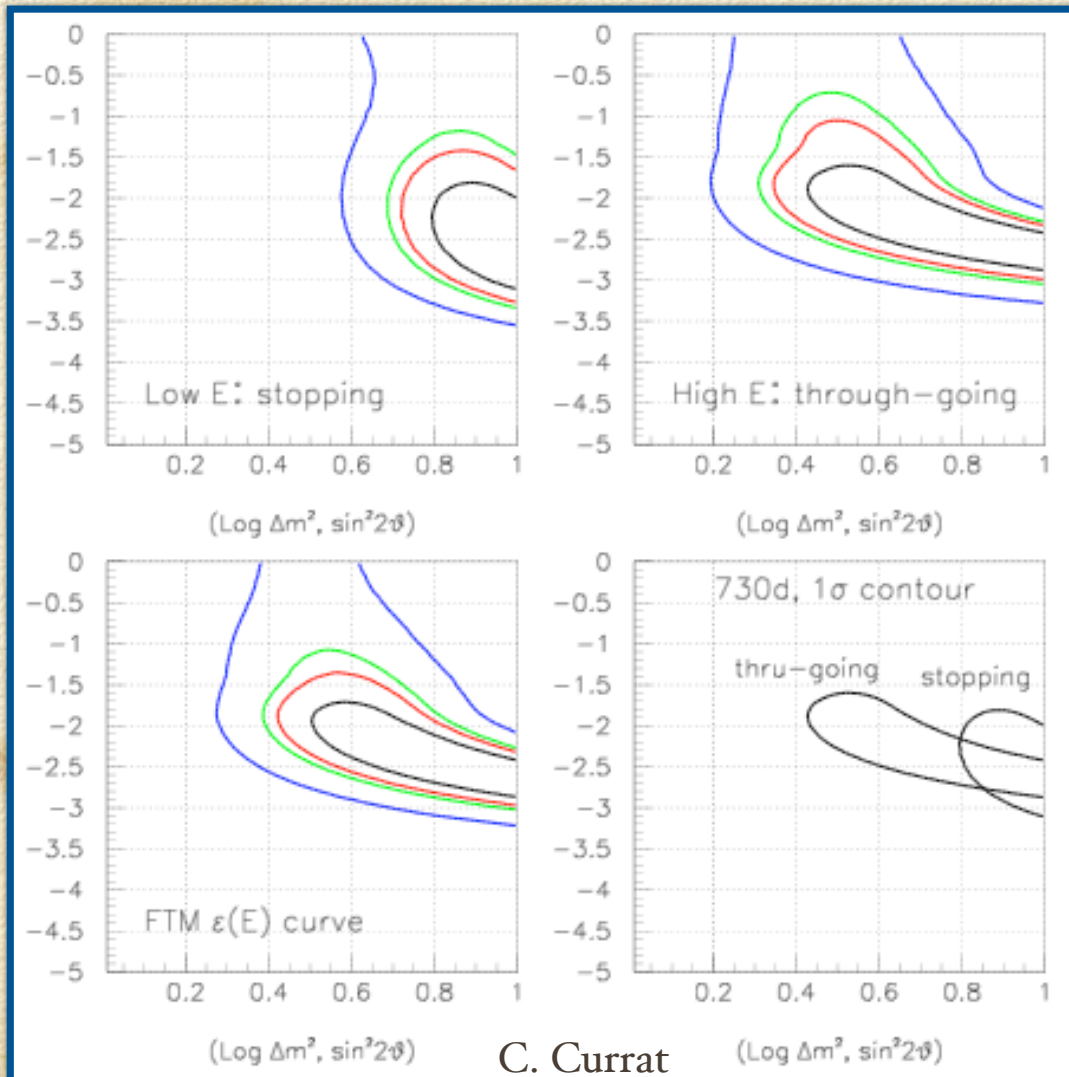 0
-0.5
-1
-1.5
-2
-2.5
-3
-3.5
-4
-4.5
-5
Low E: stopping
0.2 0.4 0.6 0.8 1
(Log Δm², sin²2ϑ)
0
-0.5
-1
-1.5
-2
-2.5
-3
-3.5
-4
-4.5
-5
High E: through-going
0.2 0.4 0.6 0.8 1
(Log Δm², sin²2ϑ)
0
-0.5
-1
-1.5
-2
-2.5
-3
-3.5
-4
-4.5
-5
FTM ε(E) curve
0.2 0.4 0.6 0.8 1
(Log Δm², sin²2ϑ)
0
-0.5
-1
-1.5
-2
-2.5
-3
-3.5
-4
-4.5
-5
730d, 1σ contour
thru-going
stopping
0.2 0.4 0.6 0.8 1
(Log Δm², sin²2ϑ)
C. Currat